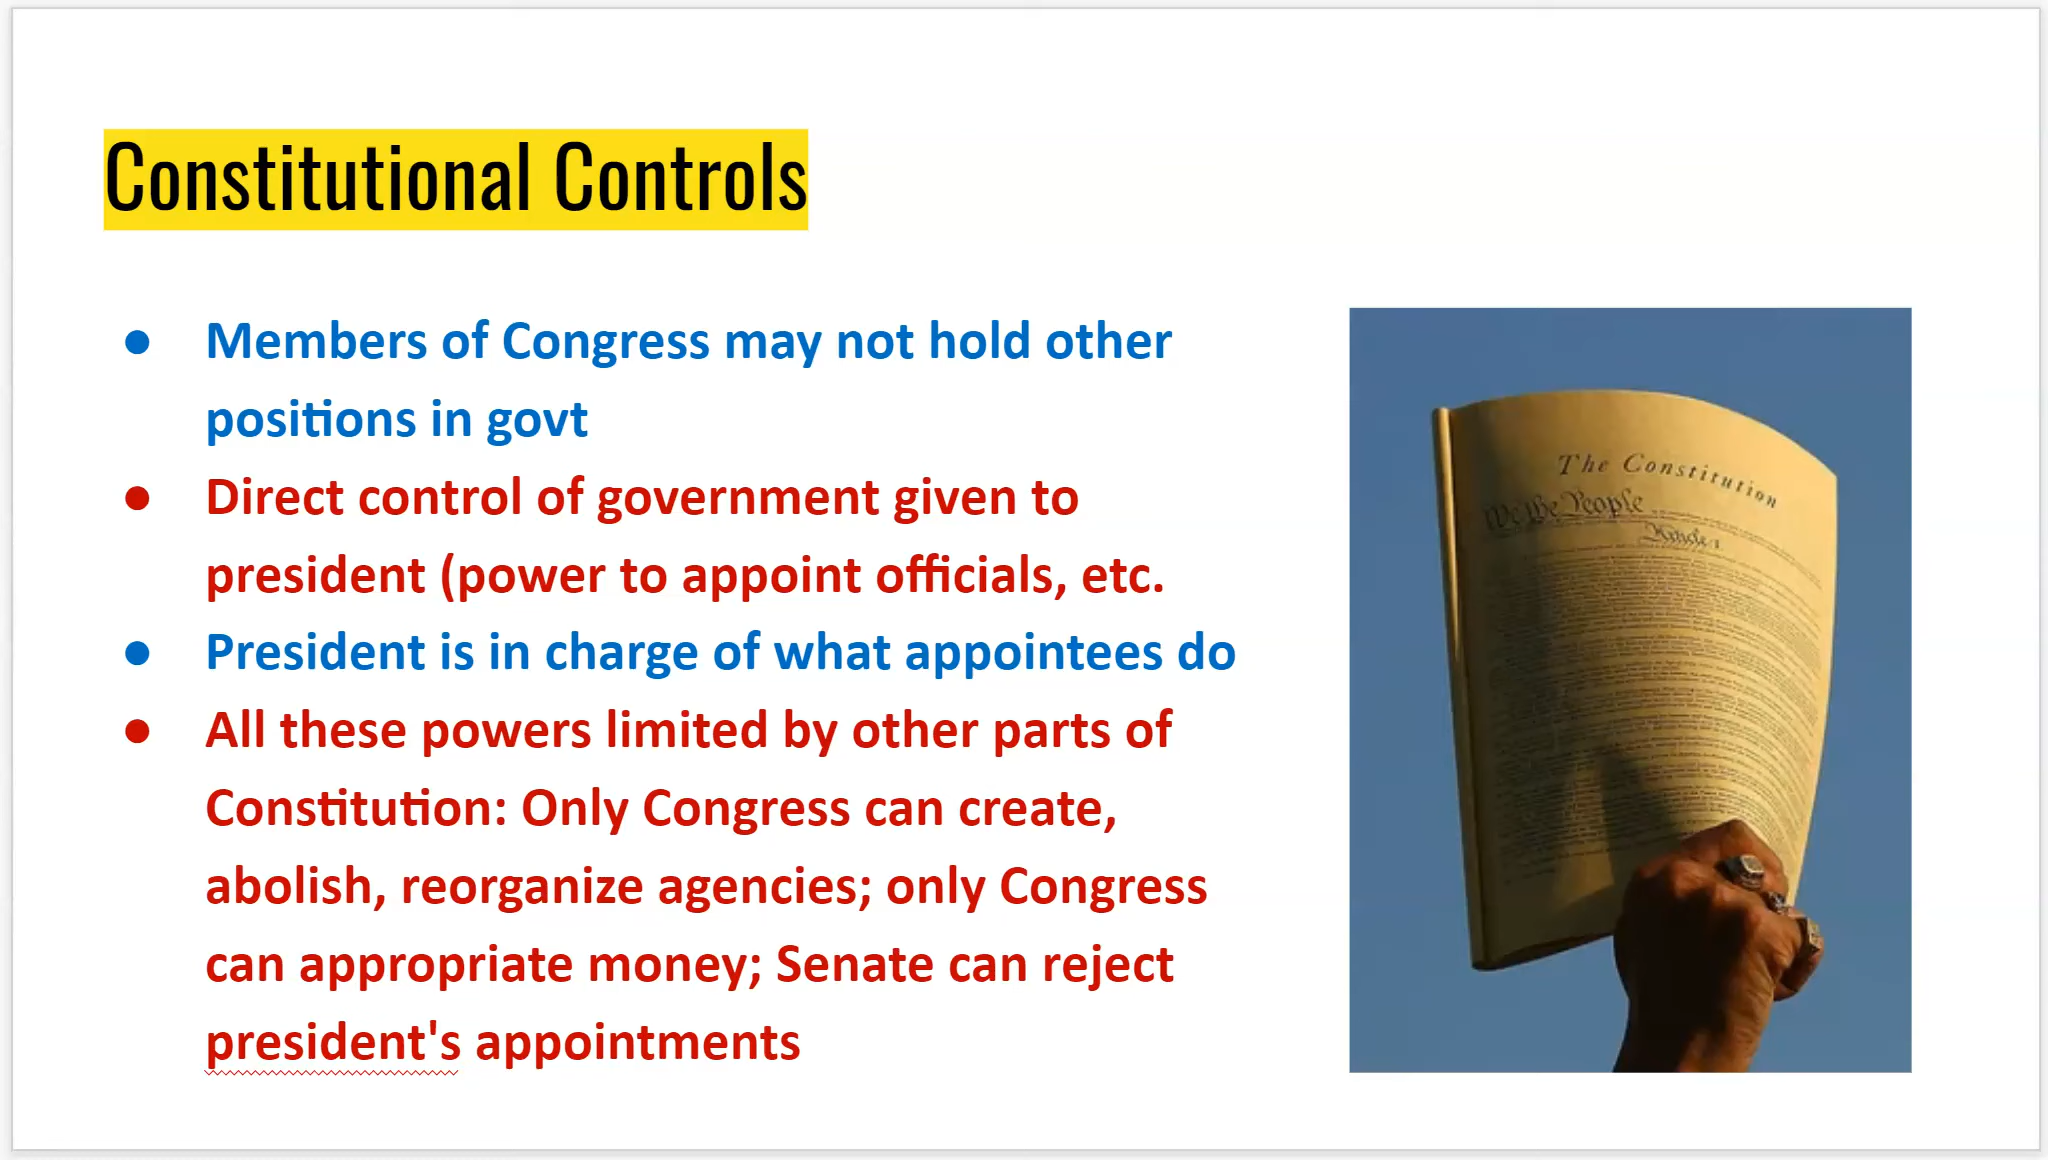 Constitutional Controls
● Members of Congress may not hold other
positions in govt
● Direct control of government given to
president (power to appoint officials, etc.
● President is in charge of what appointees do
● All these powers limited by other parts of
Constitution: Only Congress can create,
abolish, reorganize agencies; only Congress
can appropriate money; Senate can reject
president's appointments
The Constitution
We the People
Article 1